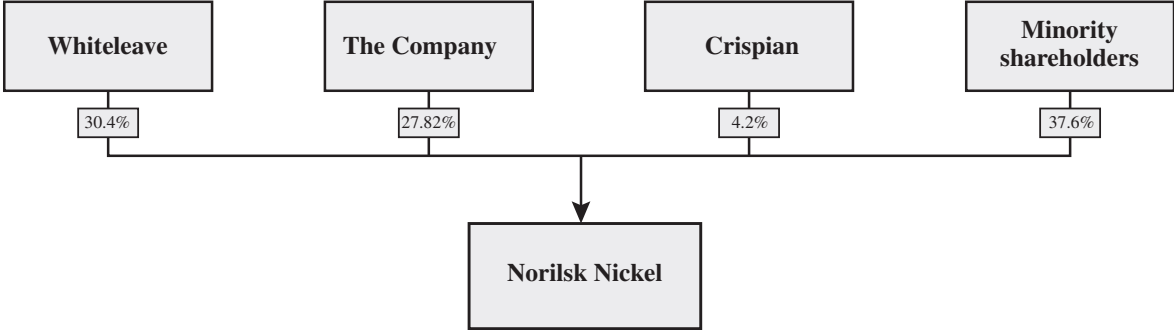 Whiteleave
The Company
Crispian
Minority
shareholders
30.4%
27.82%
4.2%
37.6%
Norilsk Nickel